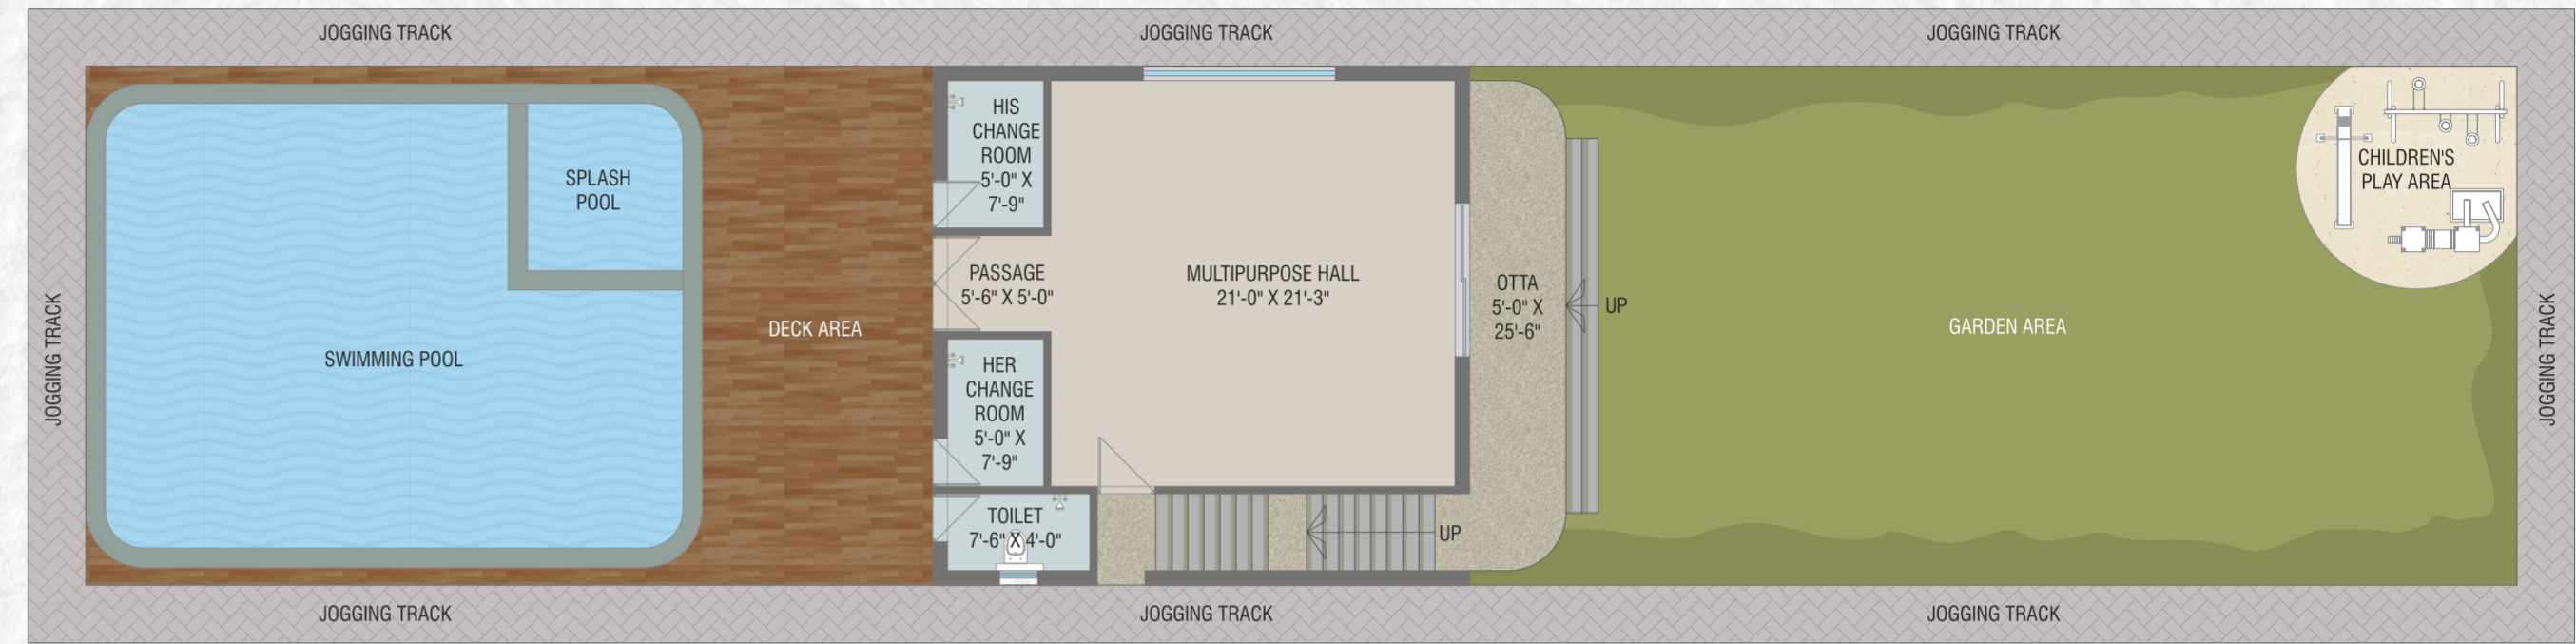 JOGGING TRACK
JOGGING TRACK
JOGGING TRACK
JOGGING TRACK
SWIMMING POOL
SPLASH
POOL
DECK AREA
HIS
CHANGE
ROOM
5'-0" X
7'-9"
PASSAGE
5'-6" X 5'-0"
HER
CHANGE
ROOM
5'-0" X
7'-9"
TOILET
7'-6" X 4'-0"
MULTIPURPOSE HALL
21'-0" X 21'-3"
UP
OTTA
5'-0" X
25'-6"
UP
GARDEN AREA
CHILDREN'S
PLAY AREA
JOGGING TRACK
JOGGING TRACK
JOGGING TRACK
JOGGING TRACK